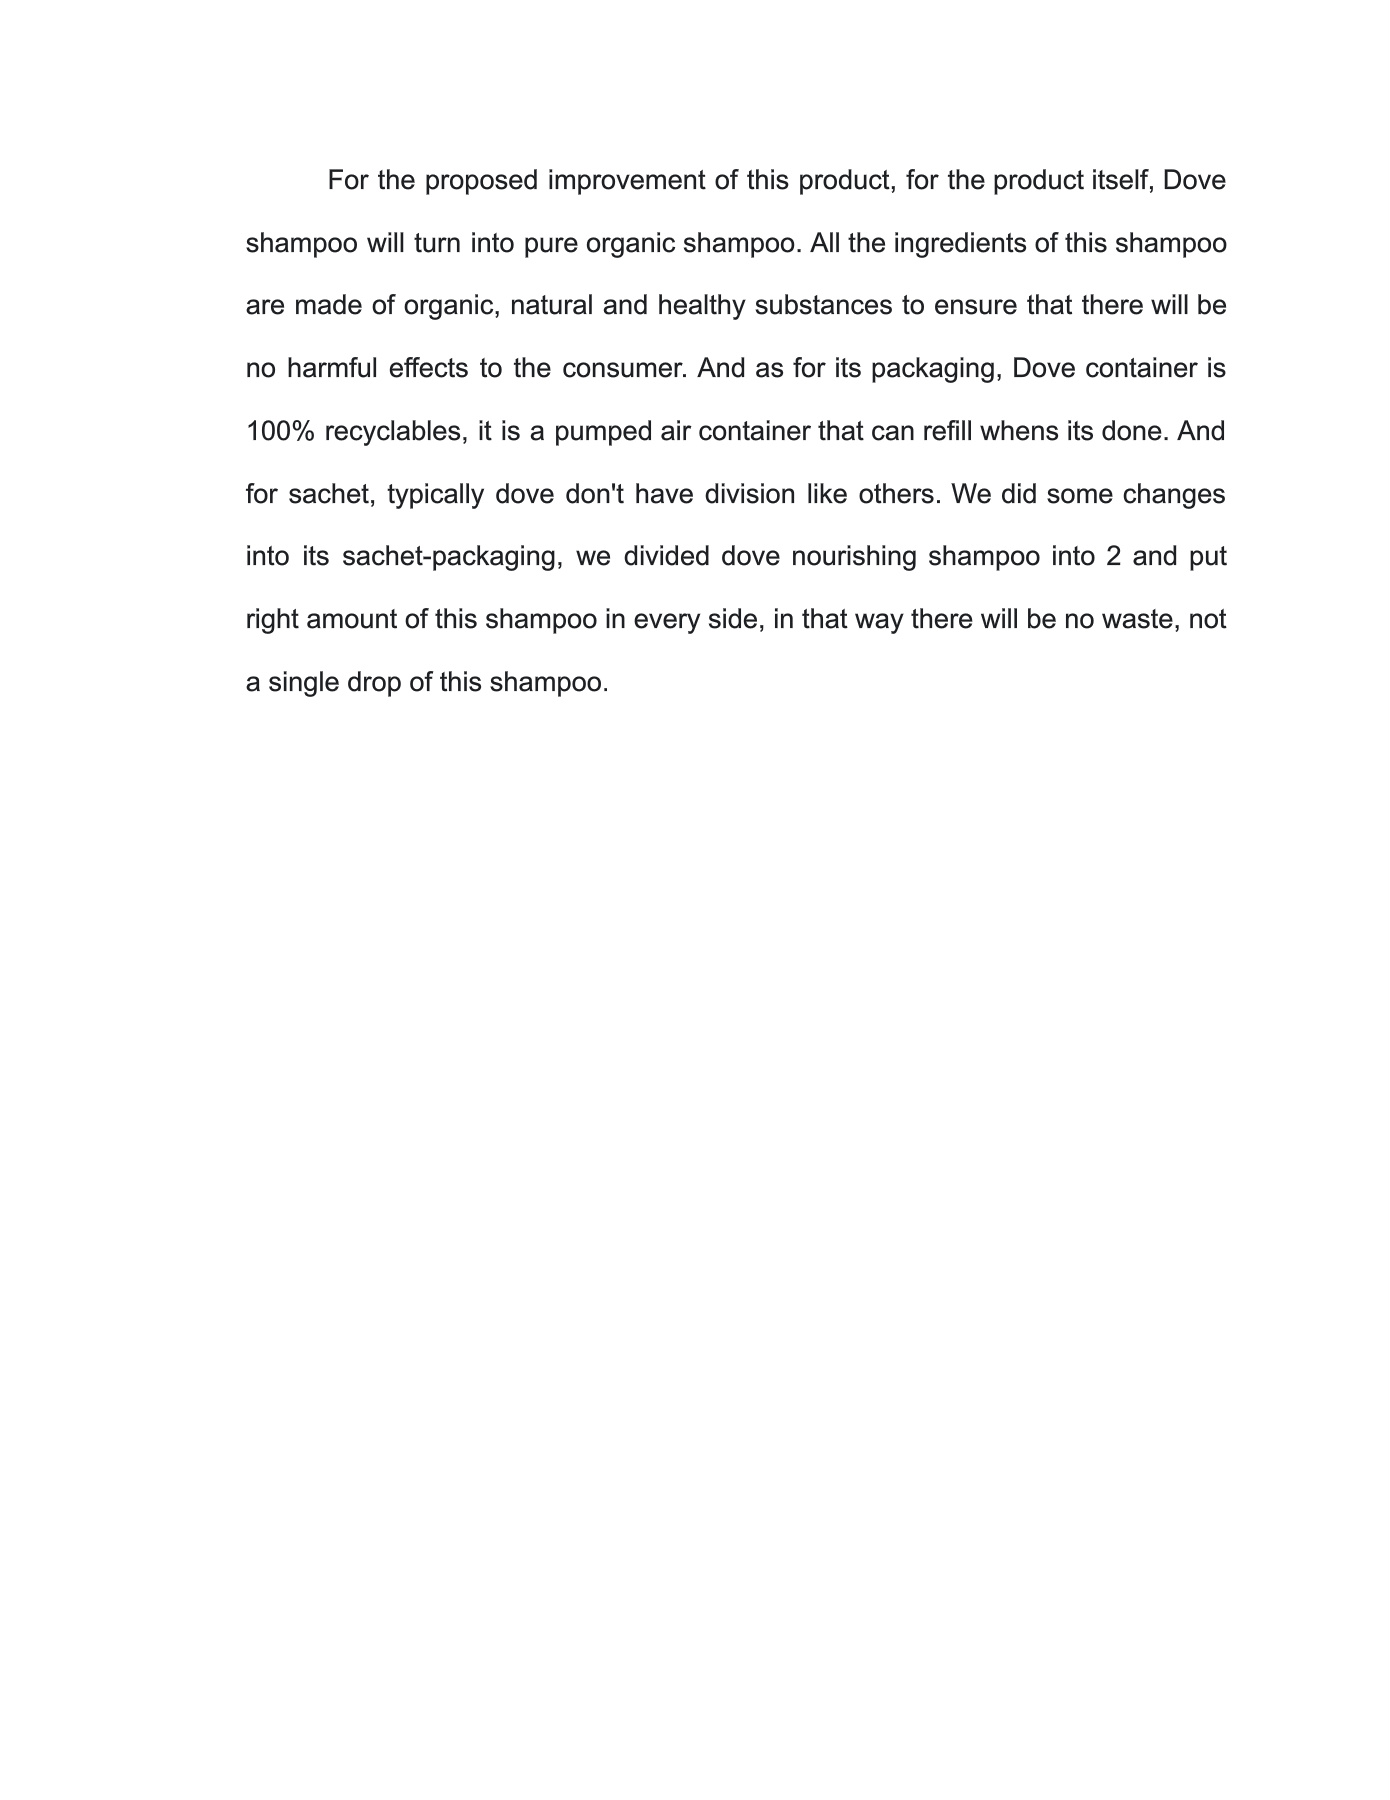 For the proposed improvement of this product, for the product itself, Dove
shampoo will turn into pure organic shampoo. All the ingredients of this shampoo
are made of organic, natural and healthy substances to ensure that there will be
no harmful effects to the consumer. And as for its packaging, Dove container is
100% recyclables, it is a pumped air container that can refill whens its done. And
for sachet, typically dove don't have division like others. We did some changes
into its sachet-packaging, we divided dove nourishing shampoo into 2 and put
right amount of this shampoo in every side, in that way there will be no waste, not
a single drop of this shampoo.